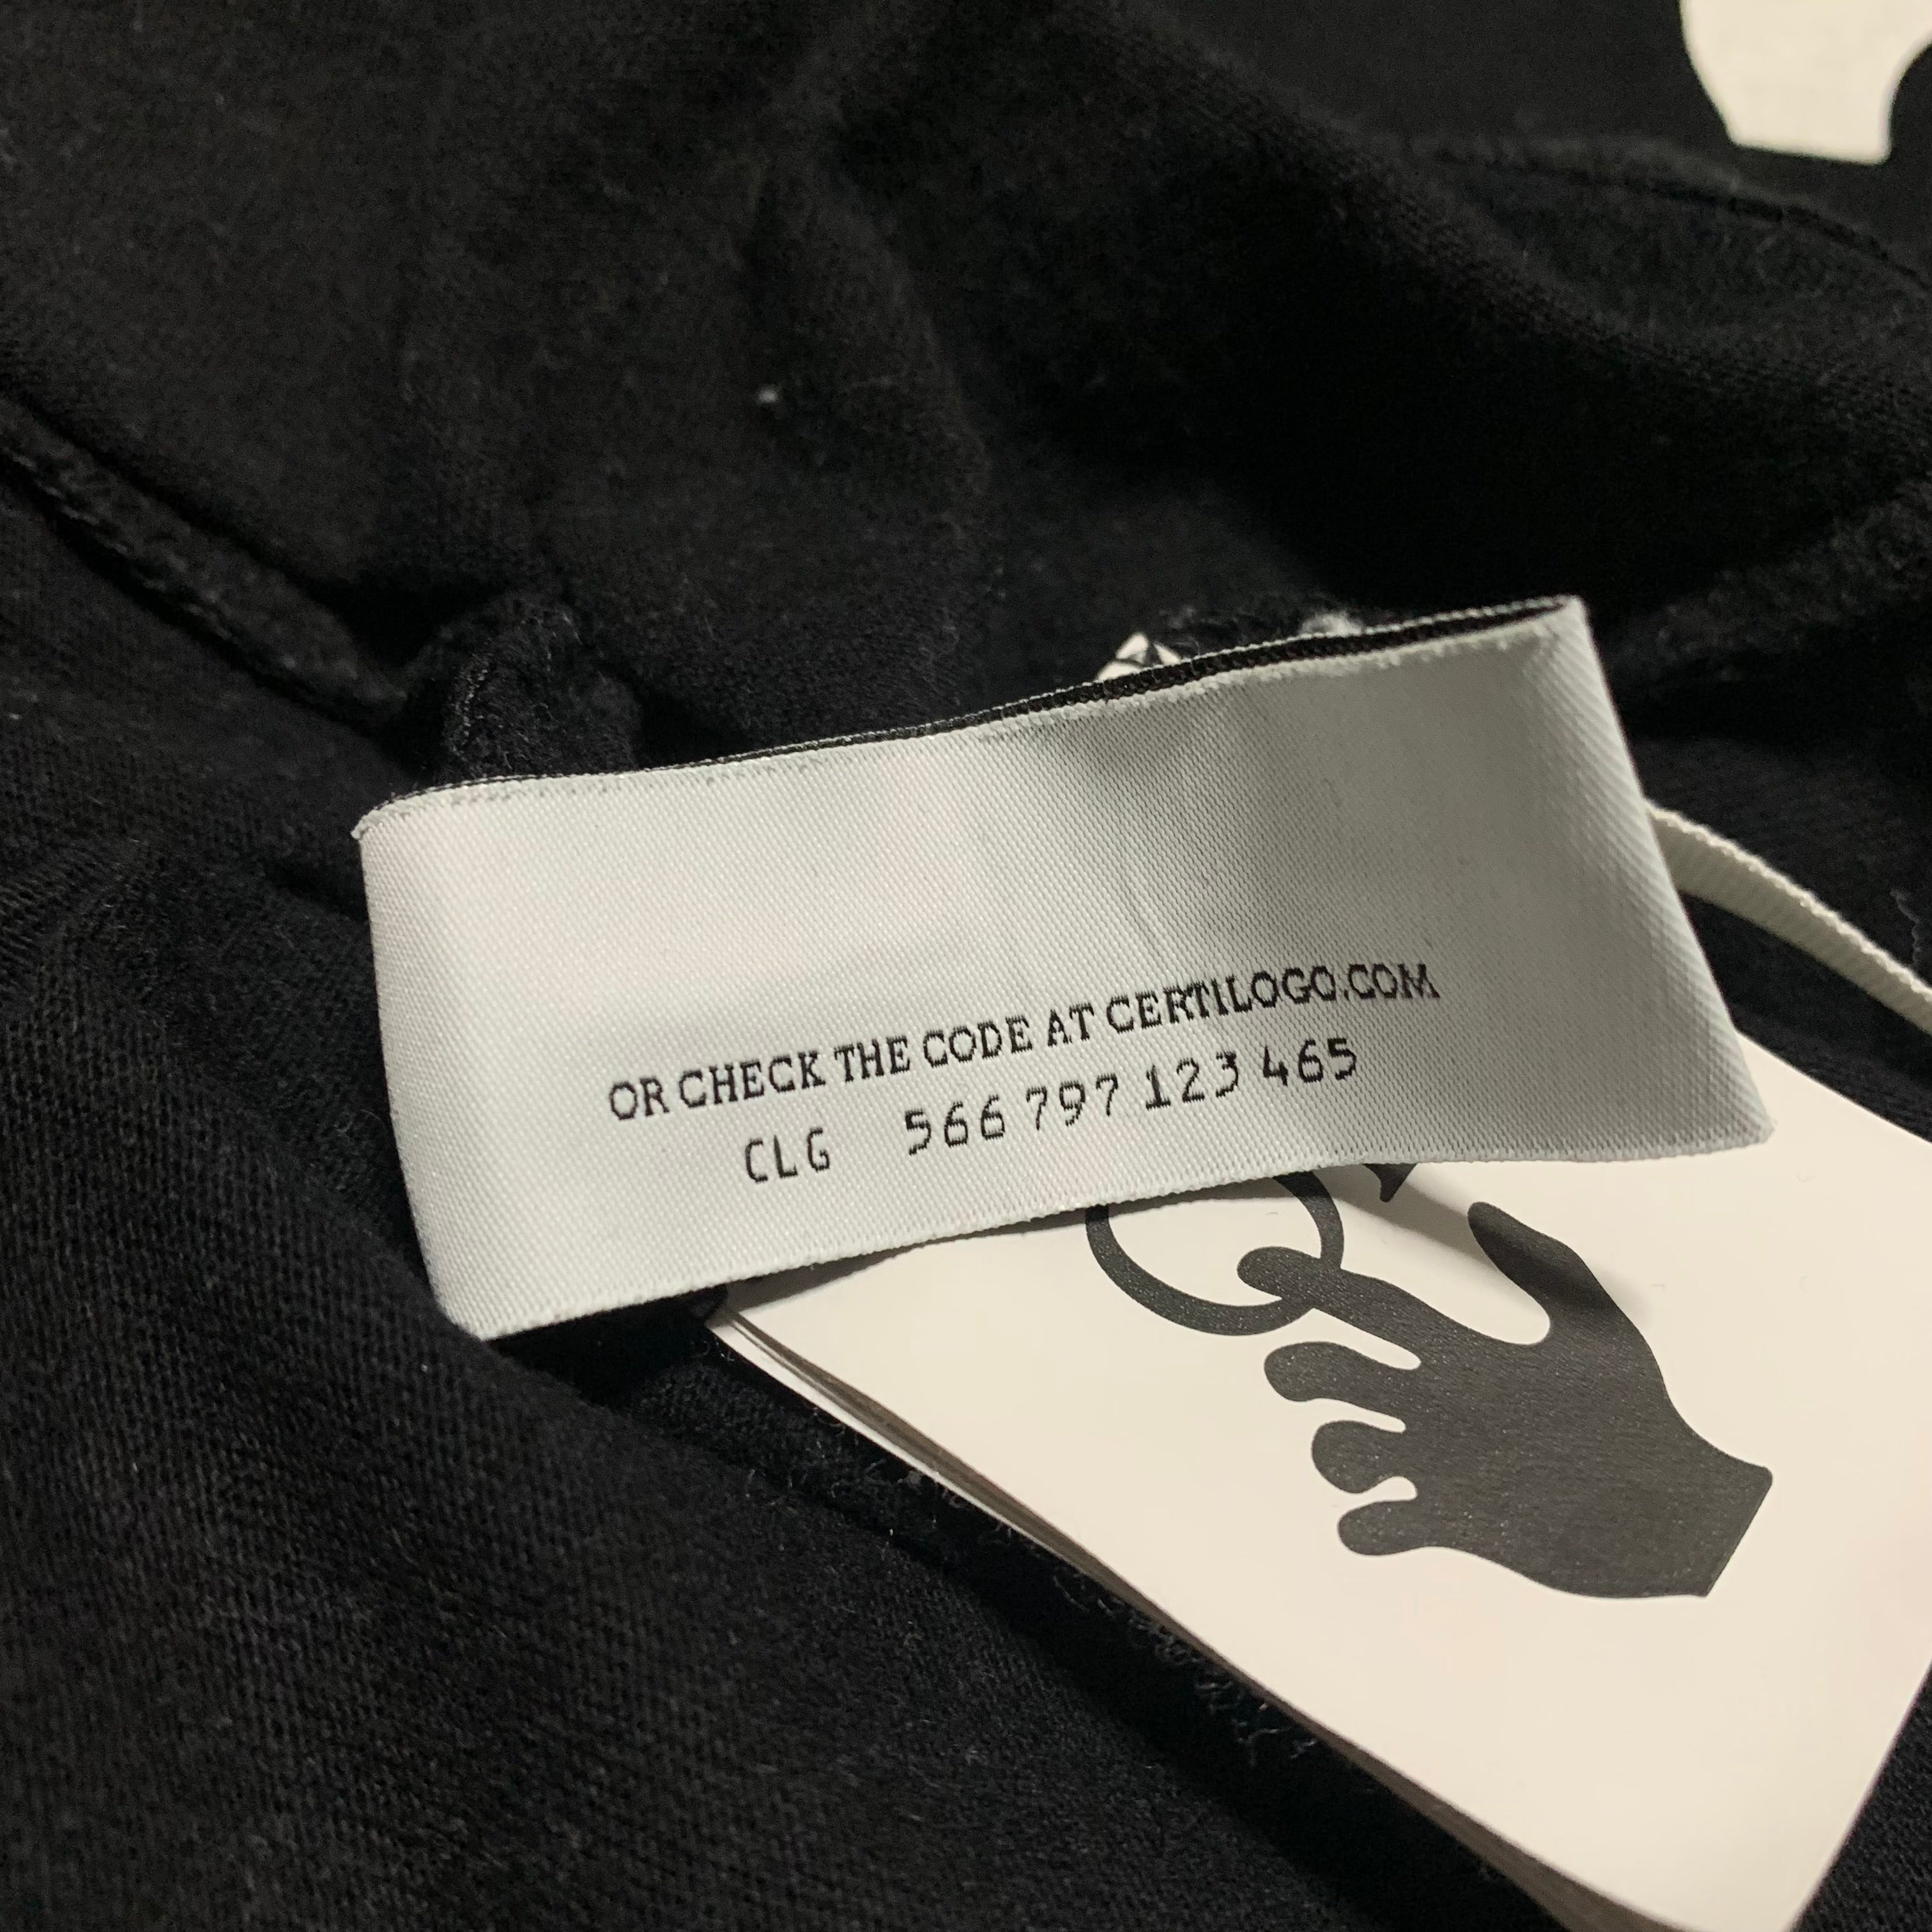 OR CHECK THE CODE AT CERTILOGO.COM
CLG 566 797 123 465